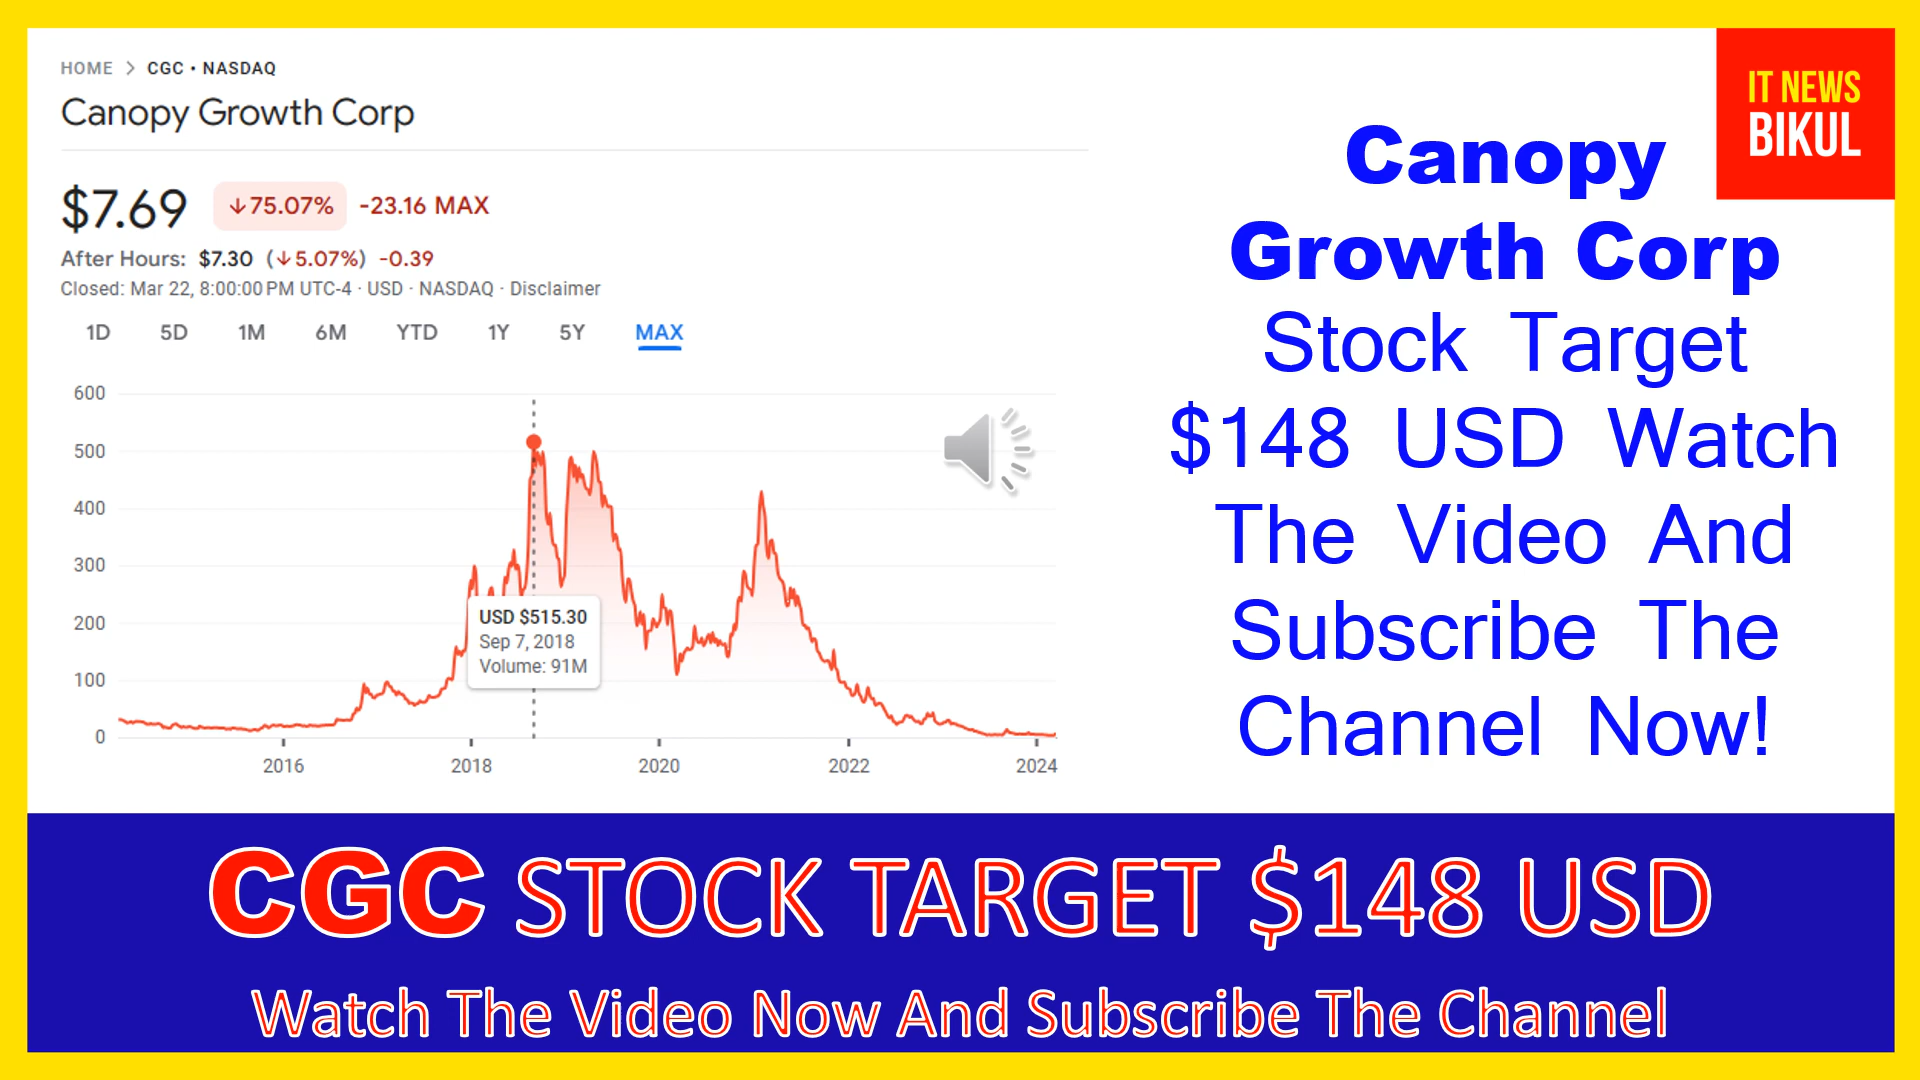 HOME > CGC • NASDAQ
Canopy Growth Corp
$7.69 ↓75.07% -23.16 MAX
After Hours: $7.30 (↓5.07%) -0.39
Closed: Mar 22, 8:00:00 PM UTC-4 · USD · NASDAQ · Disclaimer
1D 5D 1M 6M YTD 1Y 5Y MAX
600
500
400
300
200
100
0
USD $515.30
Sep 7, 2018
Volume: 91M
2016 2018 2020 2022 2024
IT NEWS
BIKUL
Canopy
Growth Corp
Stock Target
$148 USD Watch
The Video And
Subscribe The
Channel Now!
CGC STOCK TARGET $148 USD
Watch The Video Now And Subscribe The Channel